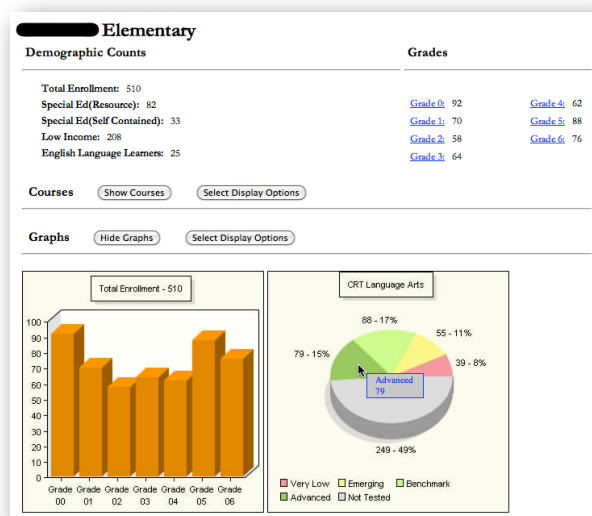 Elementary
Demographic Counts
Grades
Total Enrollment: 510
Special Ed(Resource): 82
Special Ed(Self Contained): 33
Low Income: 208
English Language Learners: 25
Grade 0: 92
Grade 4: 62
Grade 1: 70
Grade 5: 88
Grade 2: 58
Grade 6: 76
Grade 3: 64
Courses
Show Courses
Select Display Options
Graphs
Hide Graphs
Select Display Options
Total Enrollment - 510
100
90
80
70
60
50
40
30
20
10
0
Grade 00
Grade 01
Grade 02
Grade 03
Grade 04
Grade 05
Grade 06
CRT Language Arts
88 - 17%
55 - 11%
79 - 15%
39 - 8%
Advanced
79
249 - 49%
Very Low
Emerging
Benchmark
Advanced
Not Tested